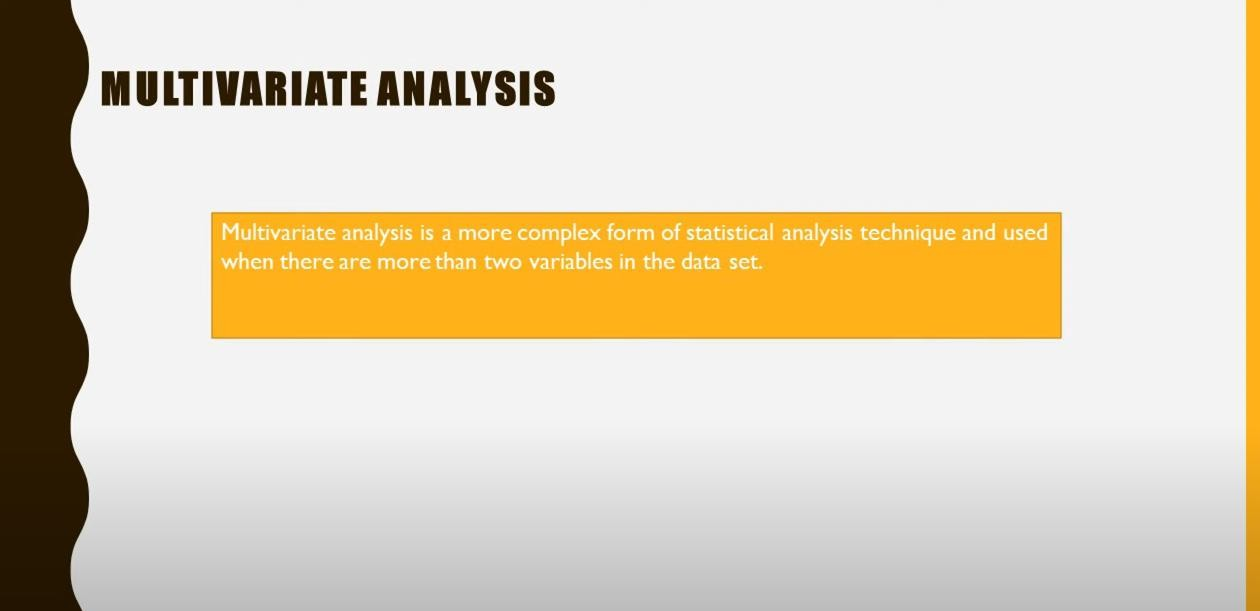 MULTIVARIATE ANALYSIS
Multivariate analysis is a more complex form of statistical analysis technique and used
when there are more than two variables in the data set.